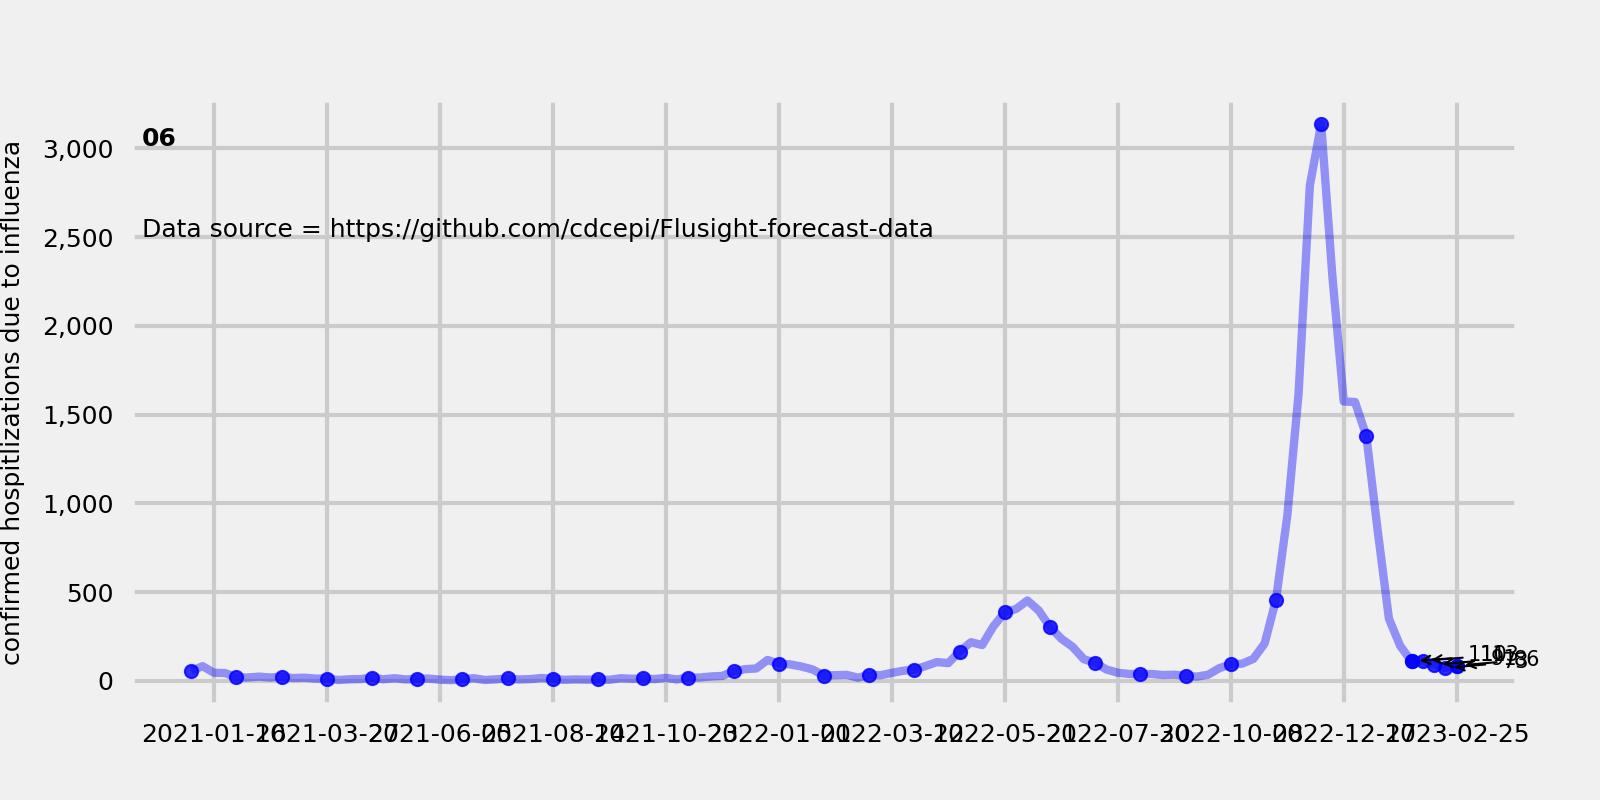 06
Data source = https://github.com/cdcepi/Flusight-forecast-data
confirmed hospitlizations due to influenza
3,000
2,500
2,000
1,500
1,000
500
0
2021-01-16 2021-03-27 2021-06-05 2021-08-14 2021-10-23 2022-01-01 2022-03-12 2022-05-21 2022-07-30 2022-10-08 2022-12-17 2023-02-25